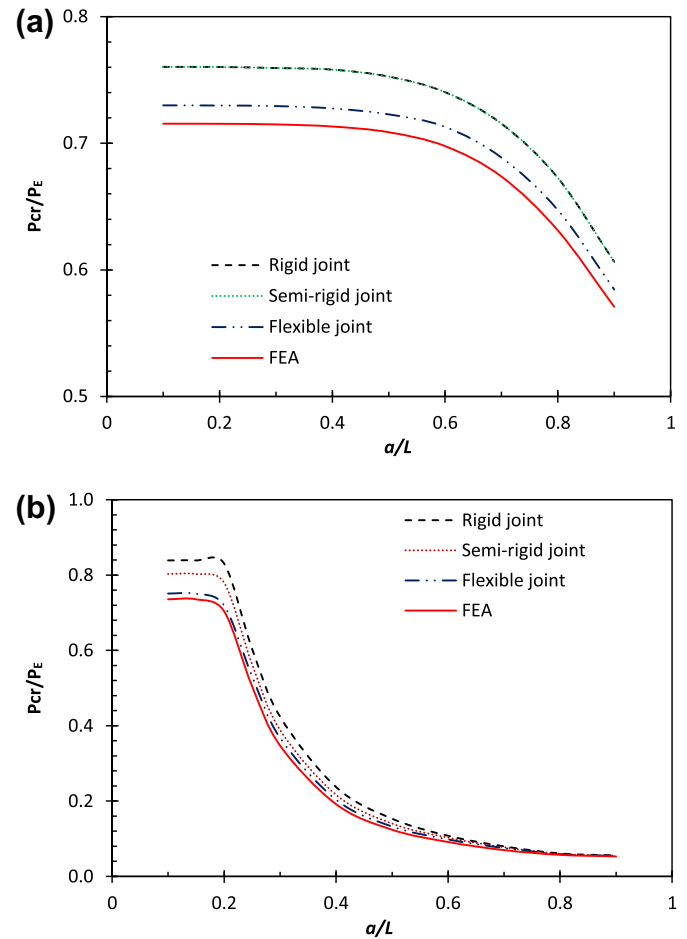 (a)
0.8
0.7
0.6
0.5
Pcr/PE
Rigid joint
Semi-rigid joint
Flexible joint
FEA
0 0.2 0.4 0.6 0.8 1
a/L
(b)
1.0
0.8
0.6
0.4
0.2
0.0
Pcr/PE
Rigid joint
Semi-rigid joint
Flexible joint
FEA
0 0.2 0.4 0.6 0.8 1
a/L